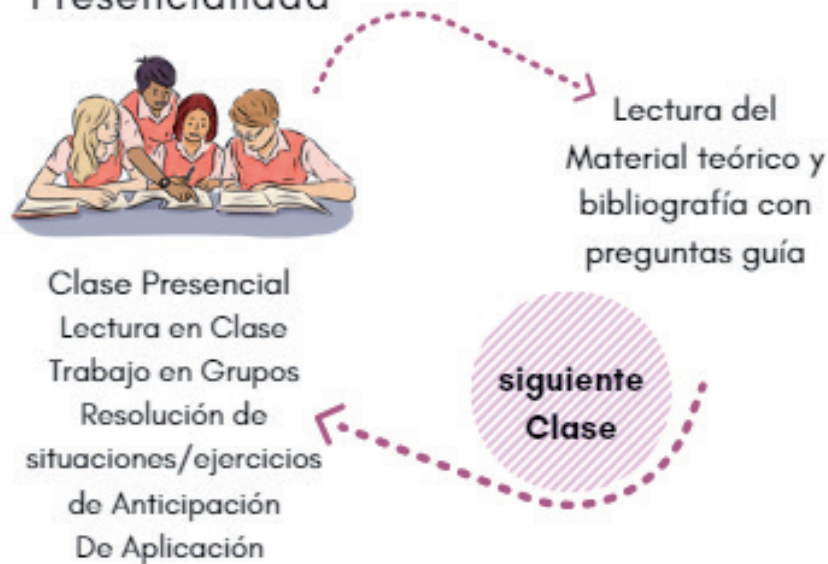 Presencialidad
Lectura del
Material teórico y
bibliografía con
preguntas guía
Clase Presencial
Lectura en Clase
Trabajo en Grupos
Resolución de
situaciones/ejercicios
de Anticipación
De Aplicación
siguiente
Clase